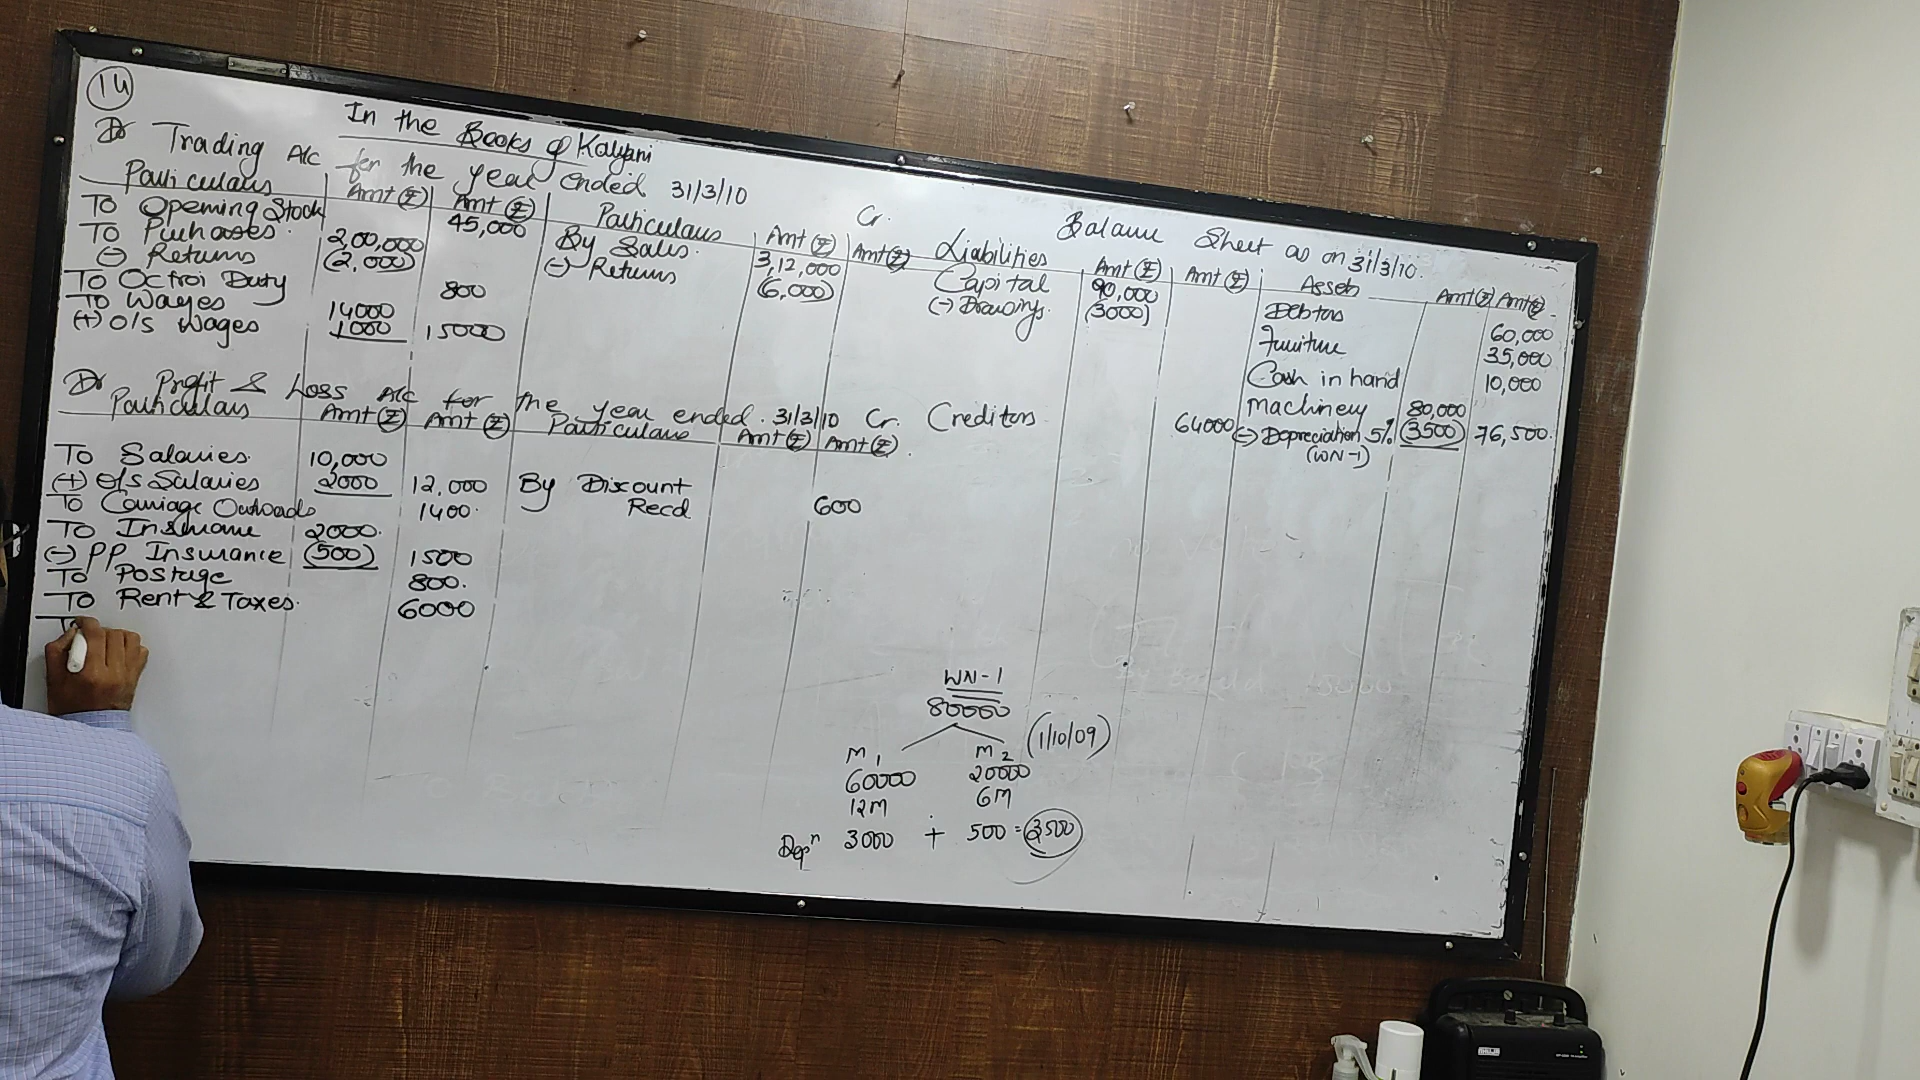 14
In the Books of Kalyani
Dr Trading A/c for the year ended 31/3/10 Cr.
Particulars Amt (₹) Amt (₹) Particulars Amt (₹) Amt (₹)
To Opening Stock 45,000 By Sales 3,12,000
To Purchases 2,00,000 (-) Returns (6,000)
(-) Returns (2,000)
To Octroi Duty 800
To Wages 14000
(+) O/s Wages 1000 15000
Dr Profit & Loss A/c for the year ended 31/3/10 Cr.
Particulars Amt (₹) Amt (₹) Particulars Amt (₹) Amt (₹)
To Salaries 10,000
(+) O/s Salaries 2000 12,000 By Discount
Recd 600
To Carriage Outwards 1400
To Insurance 2000
(-) PP Insurance (500) 1500
To Postage 800
To Rent & Taxes 6000
To
Balance Sheet as on 31/3/10.
Liabilities Amt (₹) Amt (₹) Assets Amt (₹) Amt (₹)
Capital 90,000 Debtors 60,000
(-) Drawings (3000) Furniture 35,000
Cash in hand 10,000
Creditors 64000 Machinery 80,000
(-) Depreciation 5% (3500) 76,500
(WN-1)
WN-1
80000
M1 M2 (1/10/09)
60000 20000
12M 6M
Depn 3000 + 500 = 3500